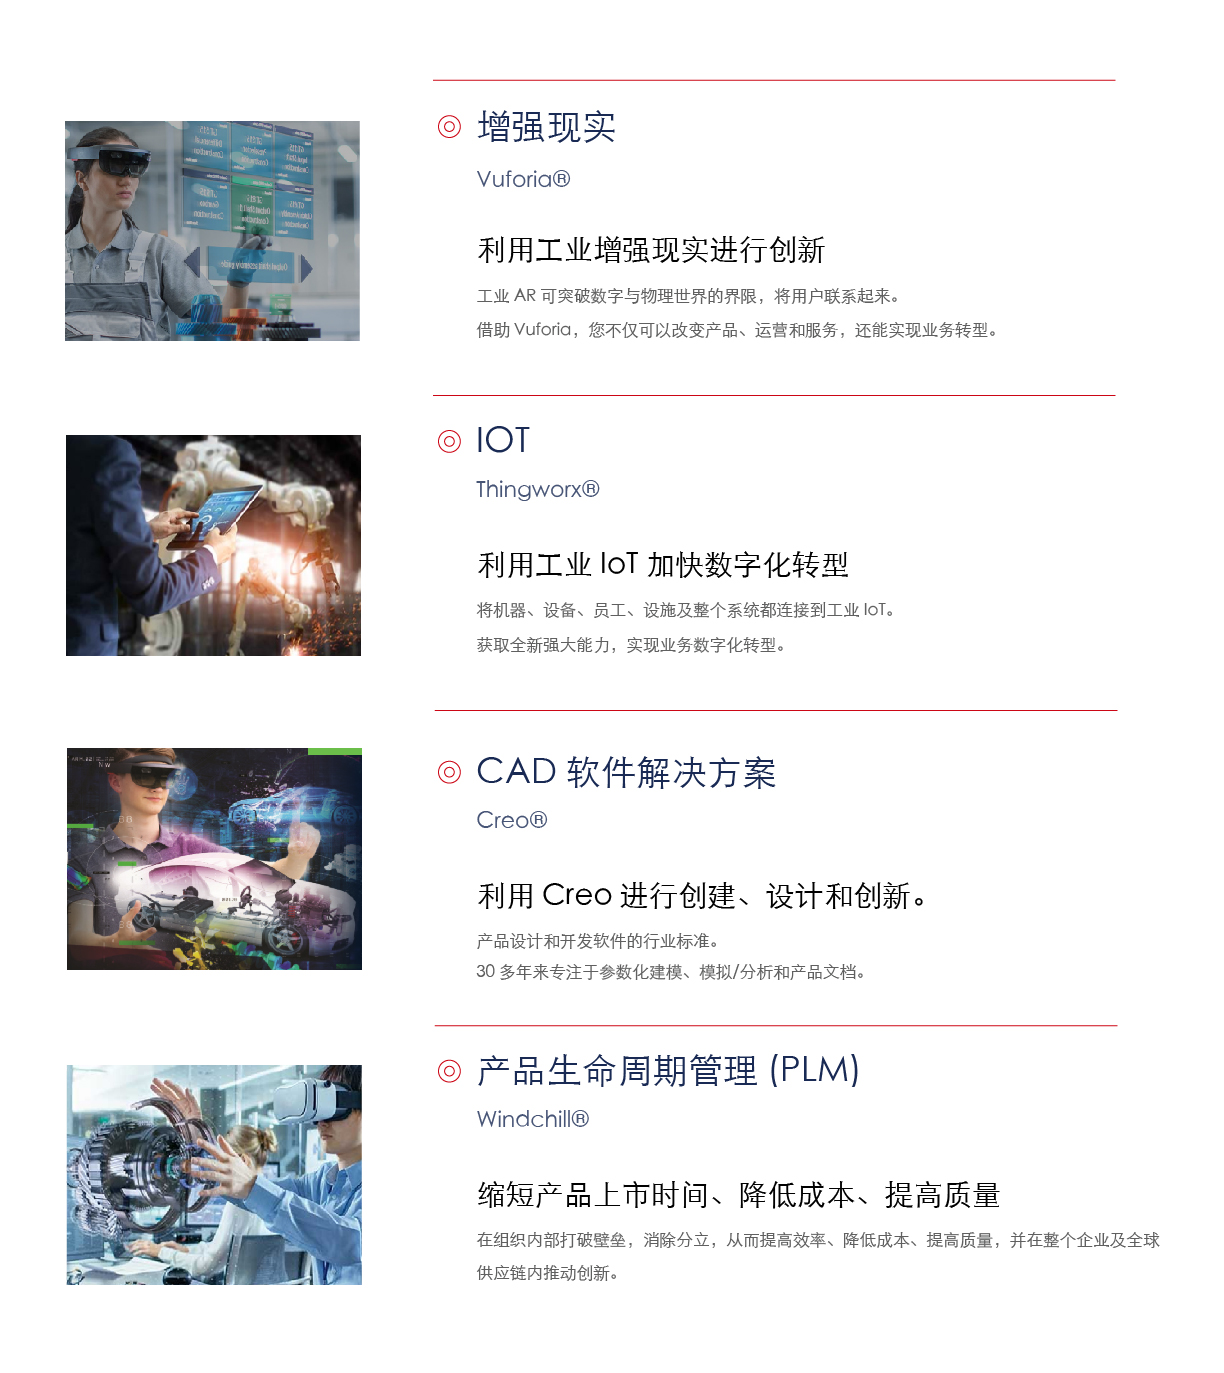 增强现实
Vuforia®
利用工业增强现实进行创新
工业 AR 可突破数字与物理世界的界限，将用户联系起来。
借助 Vuforia，您不仅可以改变产品、运营和服务，还能实现业务转型。
IOT
Thingworx®
利用工业 IoT 加快数字化转型
将机器、设备、员工、设施及整个系统都连接到工业 IoT。
获取全新强大能力，实现业务数字化转型。
CAD 软件解决方案
Creo®
利用 Creo 进行创建、设计和创新。
产品设计和开发软件的行业标准。
30 多年来专注于参数化建模、模拟/分析和产品文档。
产品生命周期管理 (PLM)
Windchill®
缩短产品上市时间、降低成本、提高质量
在组织内部打破壁垒，消除分立，从而提高效率、降低成本、提高质量，并在整个企业及全球
供应链内推动创新。